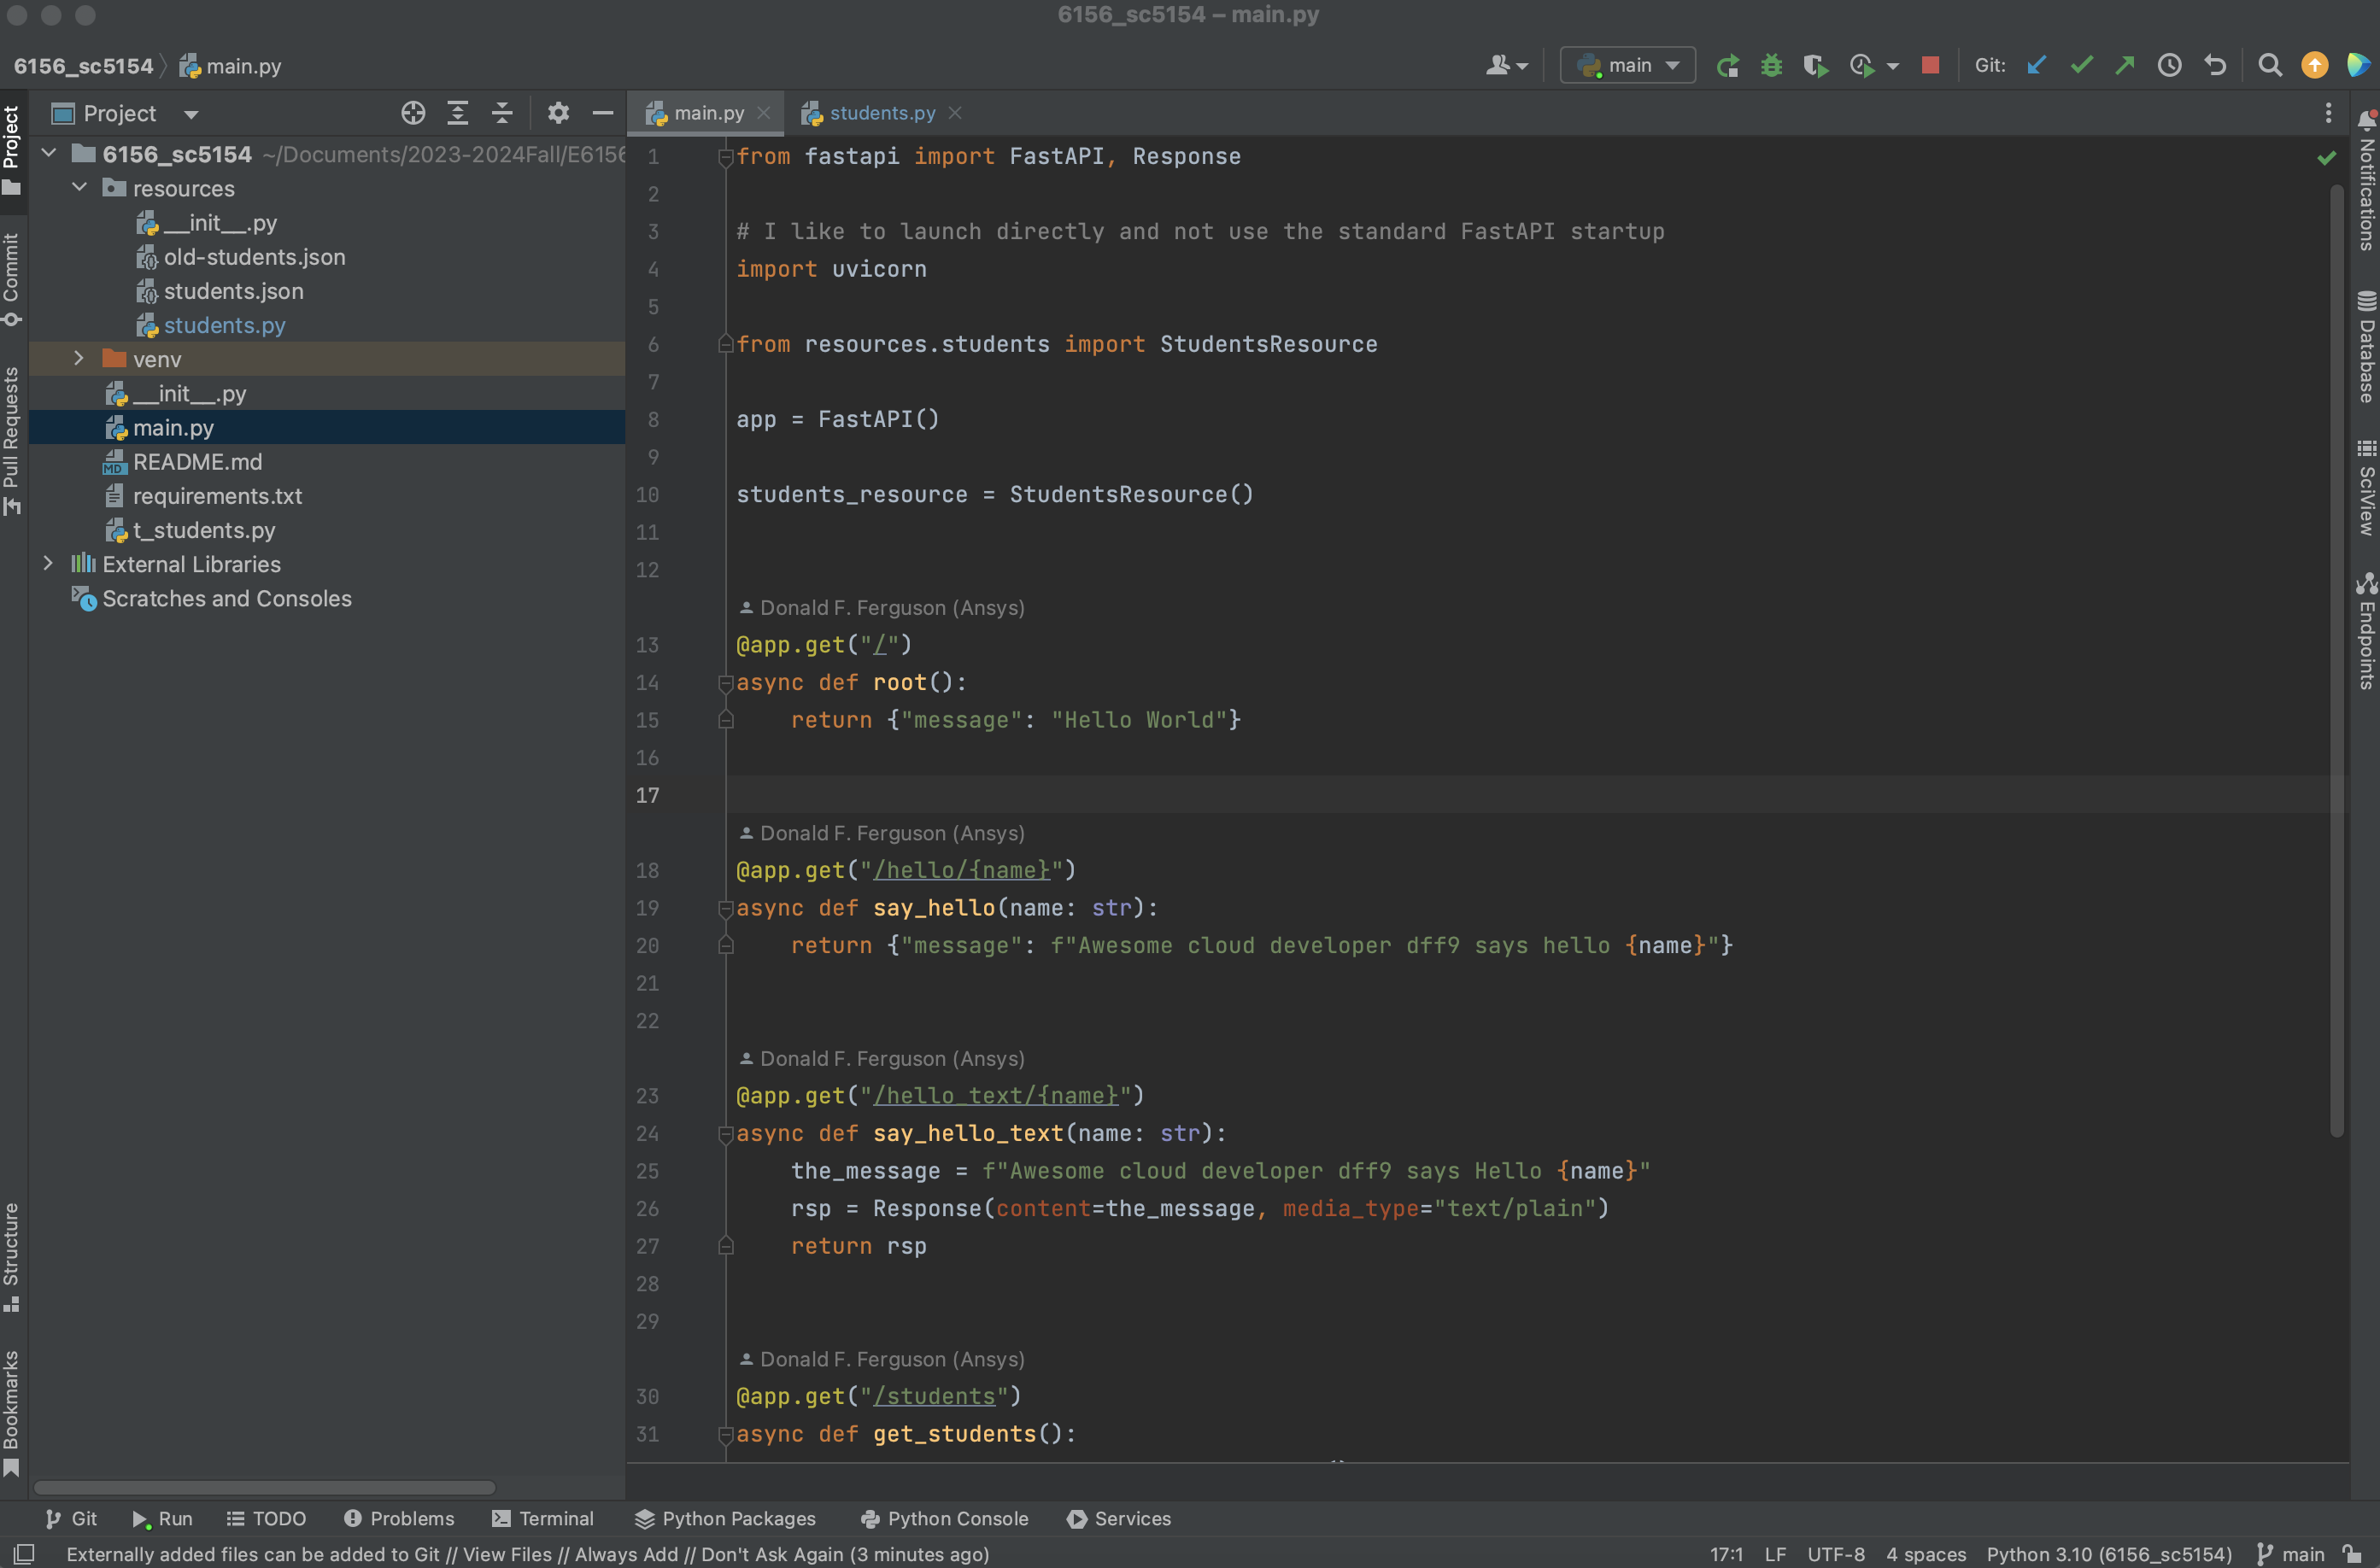 6156_sc5154 – main.py
6156_sc5154 main.py
main
Git:
Project
main.py
students.py
6156_sc5154 ~/Documents/2023-2024Fall/E6156
resources
__init__.py
old-students.json
students.json
students.py
venv
__init__.py
main.py
README.md
requirements.txt
t_students.py
External Libraries
Scratches and Consoles
Project
Commit
Pull Requests
Structure
Bookmarks
1 from fastapi import FastAPI, Response
2
3 # I like to launch directly and not use the standard FastAPI startup
4 import uvicorn
5
6 from resources.students import StudentsResource
7
8 app = FastAPI()
9
10 students_resource = StudentsResource()
11
12
Donald F. Ferguson (Ansys)
13 @app.get("/")
14 async def root():
15 return {"message": "Hello World"}
16
17
Donald F. Ferguson (Ansys)
18 @app.get("/hello/{name}")
19 async def say_hello(name: str):
20 return {"message": f"Awesome cloud developer dff9 says hello {name}"}
21
22
Donald F. Ferguson (Ansys)
23 @app.get("/hello_text/{name}")
24 async def say_hello_text(name: str):
25 the_message = f"Awesome cloud developer dff9 says Hello {name}"
26 rsp = Response(content=the_message, media_type="text/plain")
27 return rsp
28
29
Donald F. Ferguson (Ansys)
30 @app.get("/students")
31 async def get_students():
Notifications
Database
SciView
Endpoints
Git
Run
TODO
Problems
Terminal
Python Packages
Python Console
Services
Externally added files can be added to Git // View Files // Always Add // Don't Ask Again (3 minutes ago)
17:1 LF UTF-8 4 spaces Python 3.10 (6156_sc5154) main